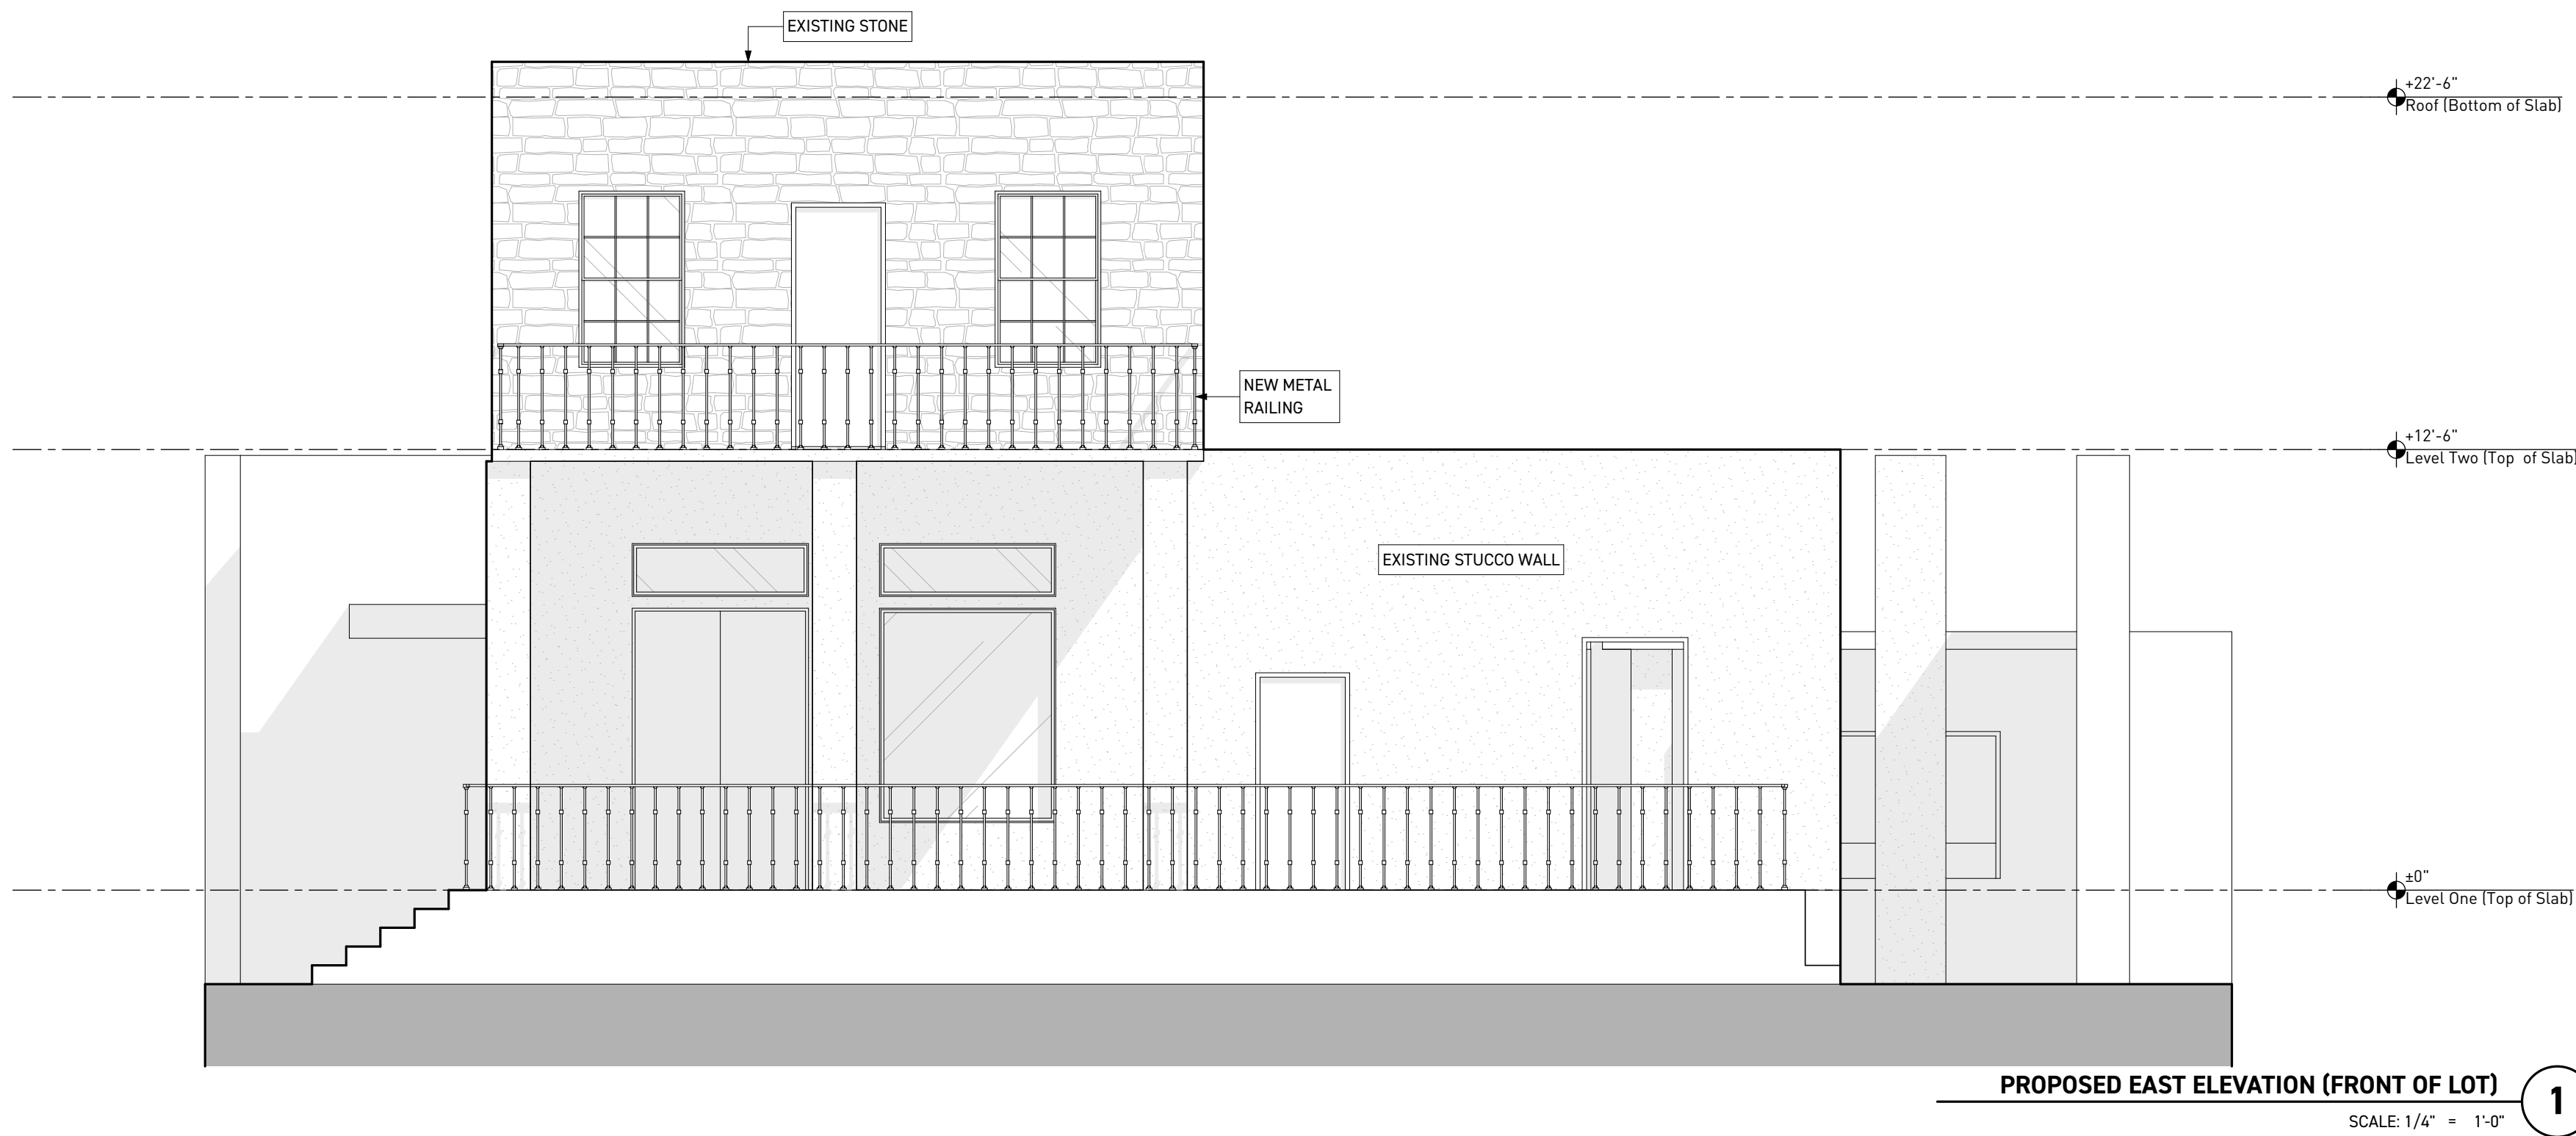 EXISTING STONE
+22'-6"
Roof (Bottom of Slab)
NEW METAL
RAILING
+12'-6"
Level Two (Top of Slab)
EXISTING STUCCO WALL
±0"
Level One (Top of Slab)
PROPOSED EAST ELEVATION (FRONT OF LOT)
1
SCALE: 1/4" = 1'-0"